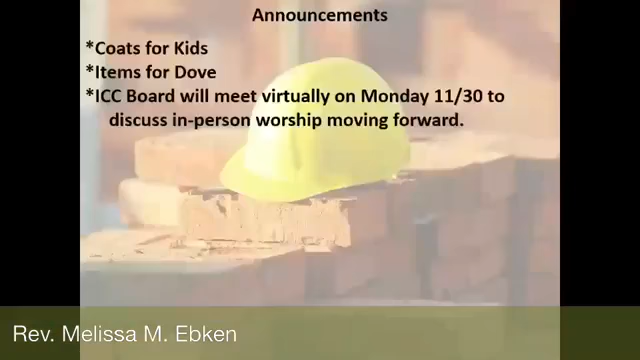 Announcements
*Coats for Kids
*Items for Dove
*ICC Board will meet virtually on Monday 11/30 to
discuss in-person worship moving forward.
Rev. Melissa M. Ebken